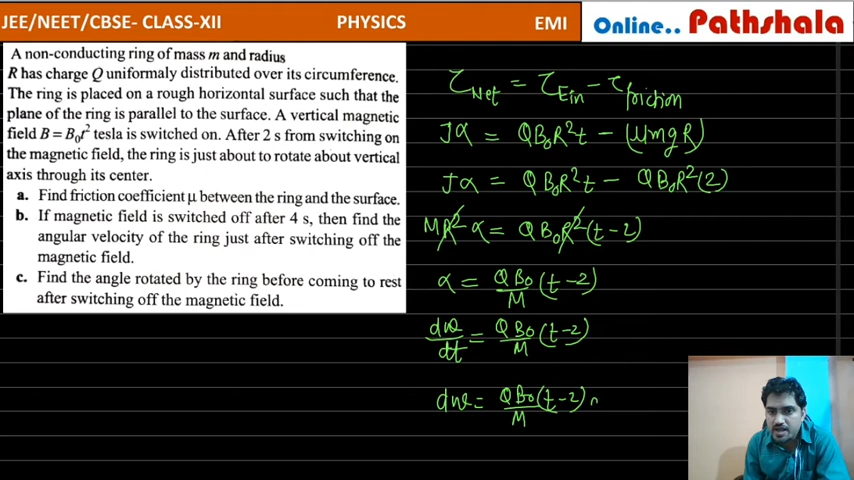 JEE/NEET/CBSE- CLASS-XII PHYSICS EMI Online.. Pathshala
A non-conducting ring of mass m and radius
R has charge Q uniformaly distributed over its circumference.
The ring is placed on a rough horizontal surface such that the
plane of the ring is parallel to the surface. A vertical magnetic
field B = B₀t² tesla is switched on. After 2 s from switching on
the magnetic field, the ring is just about to rotate about vertical
axis through its center.
a. Find friction coefficient μ between the ring and the surface.
b. If magnetic field is switched off after 4 s, then find the
angular velocity of the ring just after switching off the
magnetic field.
c. Find the angle rotated by the ring before coming to rest
after switching off the magnetic field.
τNet = τEin − τfriction
Iα = QB₀R²t − (μmgR)
Iα = QB₀R²t − QB₀R²(2)
MR² α = QB₀R²(t−2)
α = QB₀/M (t−2)
dω/dt = QB₀/M (t−2)
dω = QB₀/M (t−2)